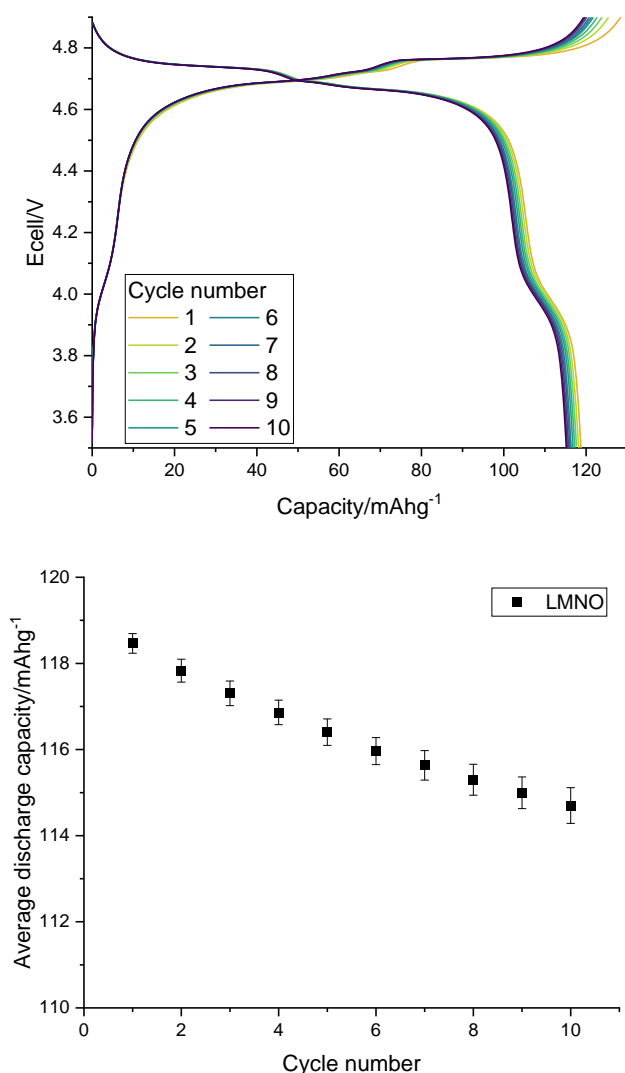 4.8
4.6
4.4
4.2
4.0
3.8
3.6
Ecell/V
Cycle number
1 6
2 7
3 8
4 9
5 10
0 20 40 60 80 100 120
Capacity/mAhg⁻¹
120
118
116
114
112
110
Average discharge capacity/mAhg⁻¹
LMNO
0 2 4 6 8 10
Cycle number